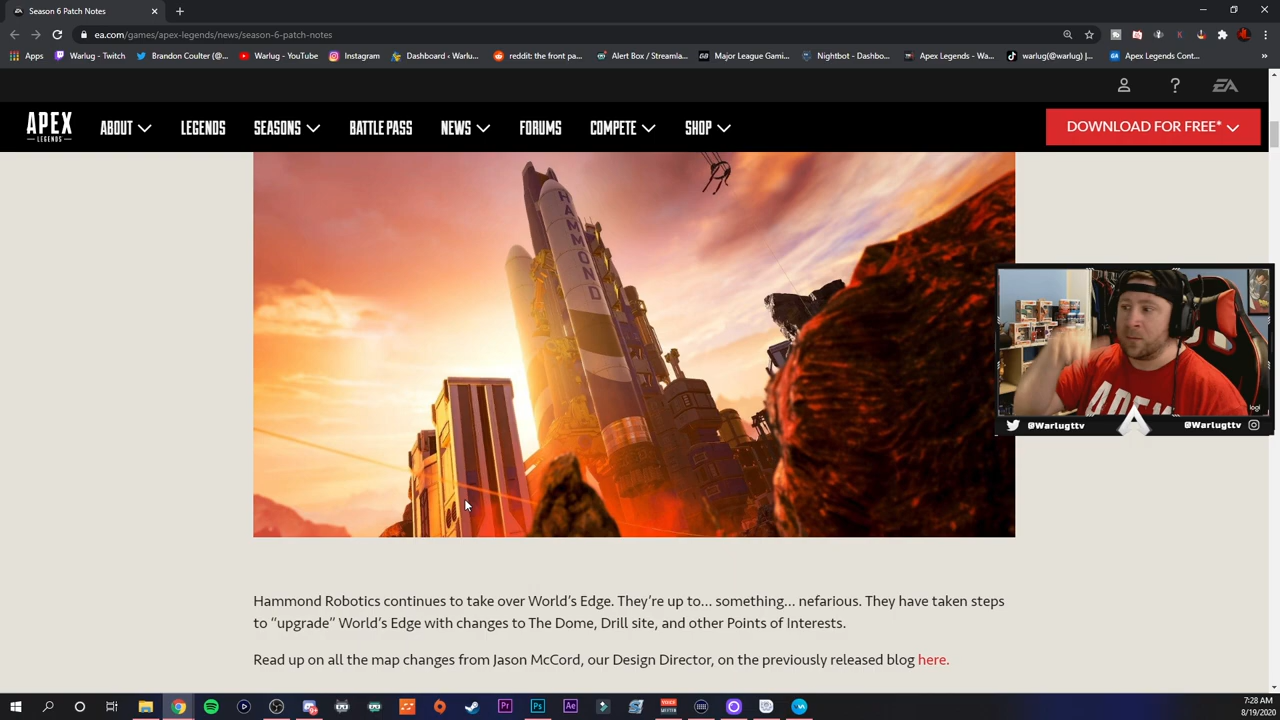 Season 6 Patch Notes
ea.com/games/apex-legends/news/season-6-patch-notes
Apps
Warlug - Twitch
Brandon Coulter (@...
Warlug - YouTube
Instagram
Dashboard ‹ Warlu...
reddit: the front pa...
Alert Box / Streamla...
Major League Gami...
Nightbot - Dashbo...
Apex Legends - Wa...
warlug(@warlug) |...
Apex Legends Cont...
EA
APEX
LEGENDS
ABOUT
LEGENDS
SEASONS
BATTLE PASS
NEWS
FORUMS
COMPETE
SHOP
DOWNLOAD FOR FREE*
HAMMOND
APEX
logi
@Warlugttv
@Warlugttv
Hammond Robotics continues to take over World’s Edge. They’re up to… something… nefarious. They have taken steps
to “upgrade” World’s Edge with changes to The Dome, Drill site, and other Points of Interests.
Read up on all the map changes from Jason McCord, our Design Director, on the previously released blog here.
7:28 AM
8/19/2020